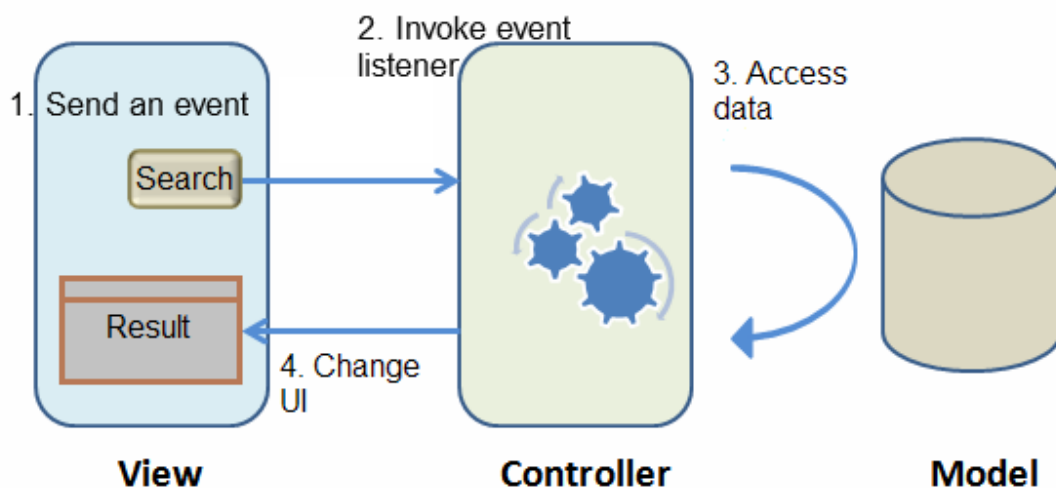 1. Send an event
Search
Result
2. Invoke event
listener
3. Access
data
4. Change
UI
View
Controller
Model